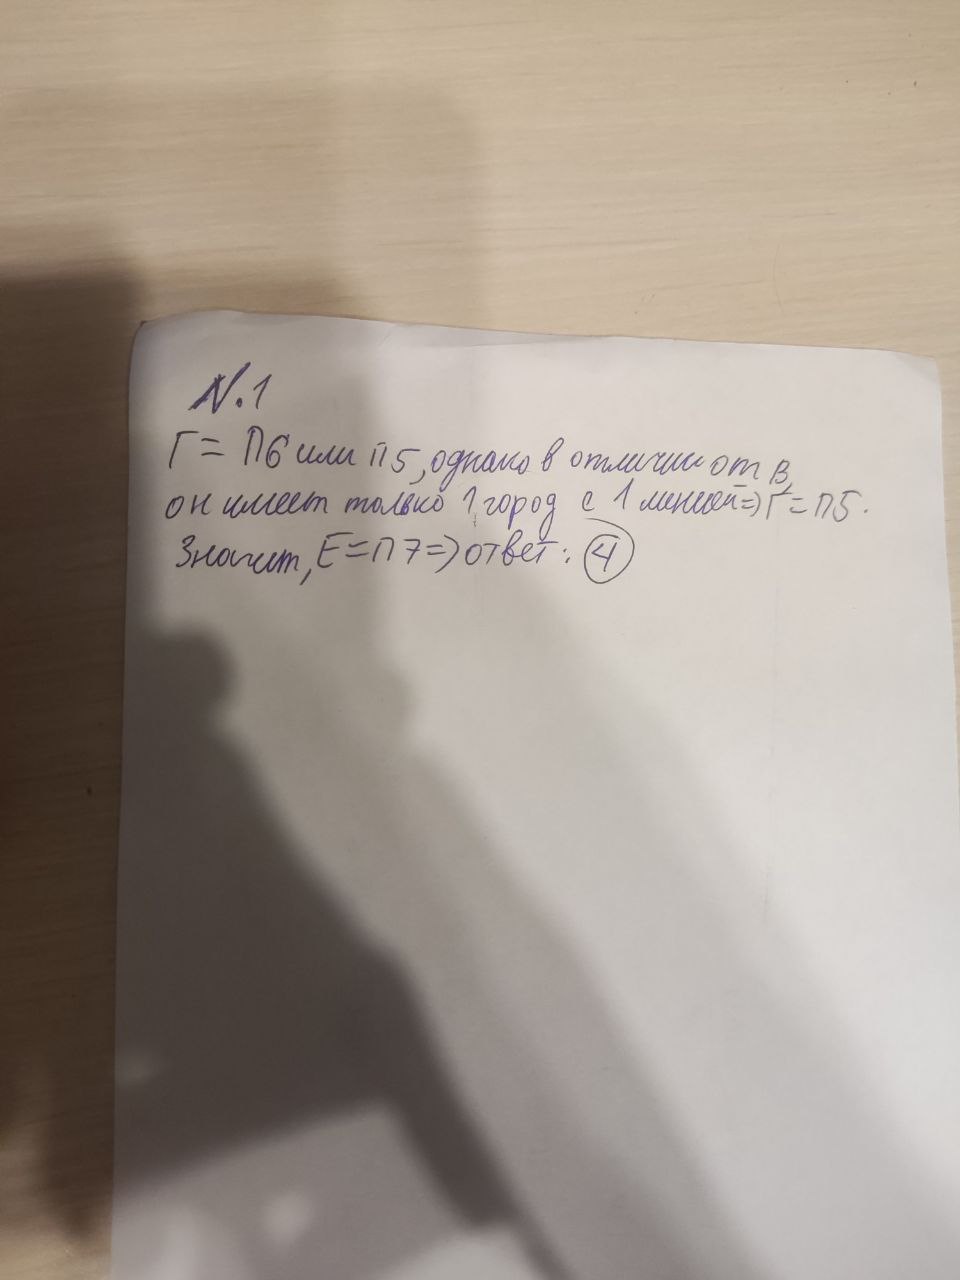 N.1
Г = П6 или П5, однако в отличии от В,
он имеет только 1 город с 1 линией => Г = П5.
Значит, Е = П7 => ответ: 4